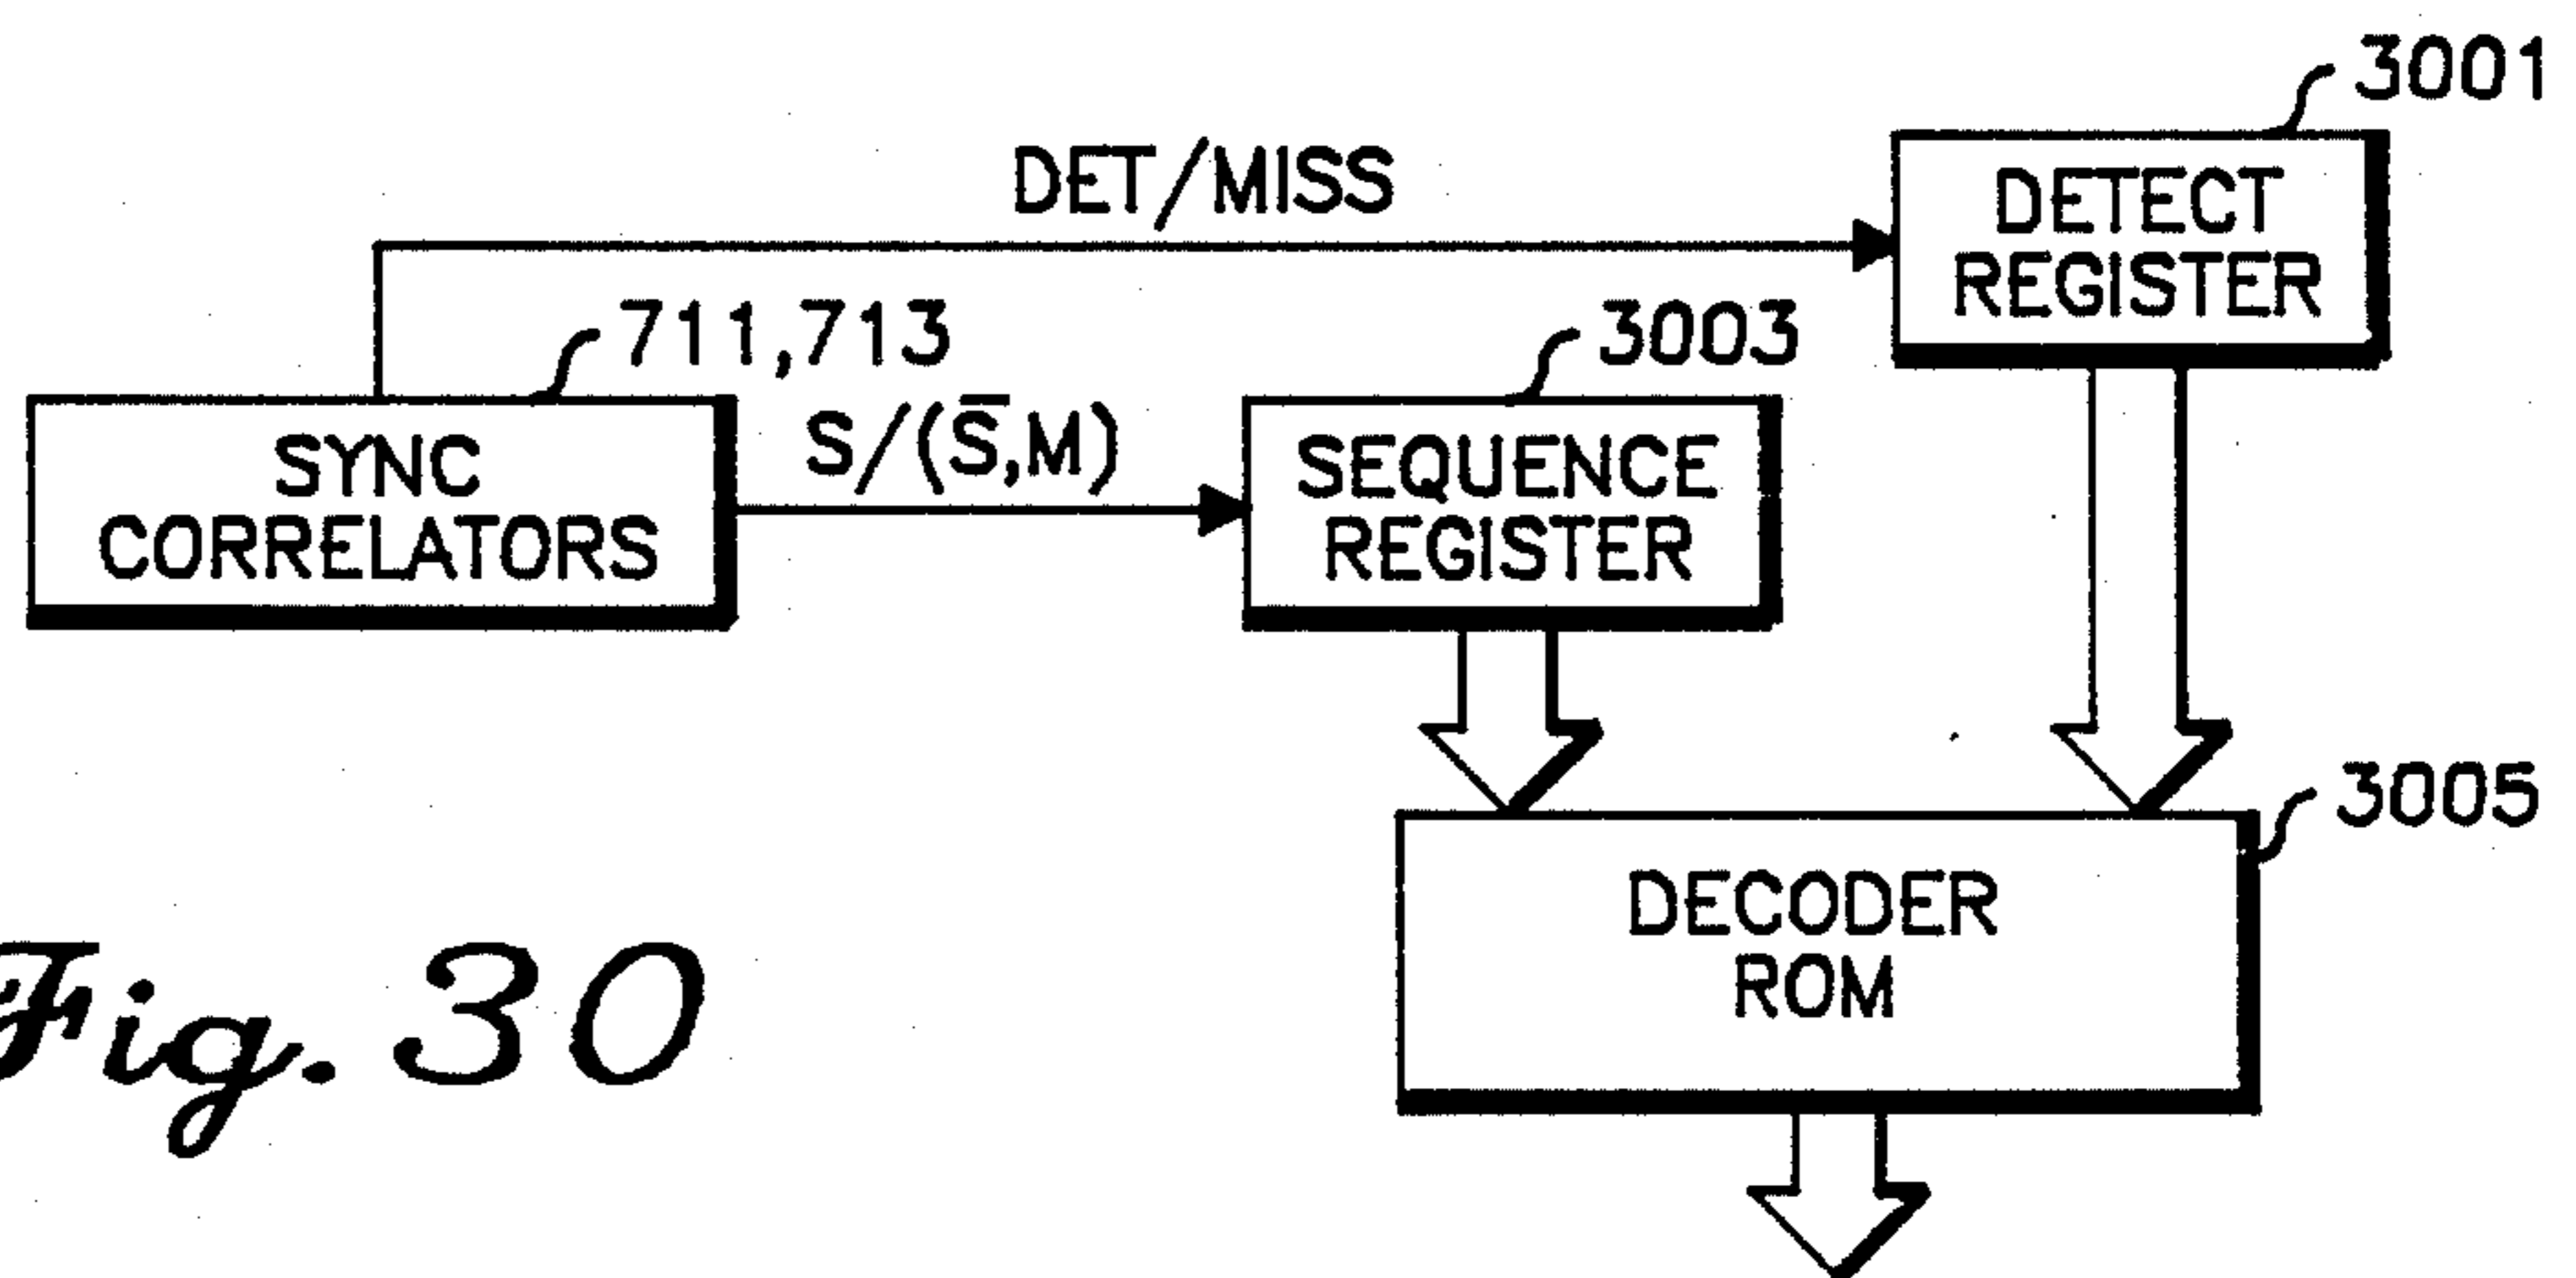 3001
DET/MISS
DETECT
REGISTER
711,713
3003
S/(S̅,M)
SYNC
CORRELATORS
SEQUENCE
REGISTER
3005
DECODER
ROM
Fig. 30